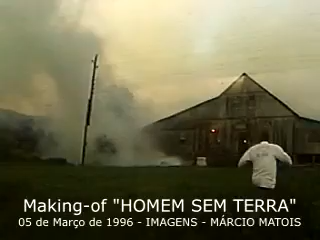 Making-of "HOMEM SEM TERRA"
05 de Março de 1996 - IMAGENS - MÁRCIO MATOIS